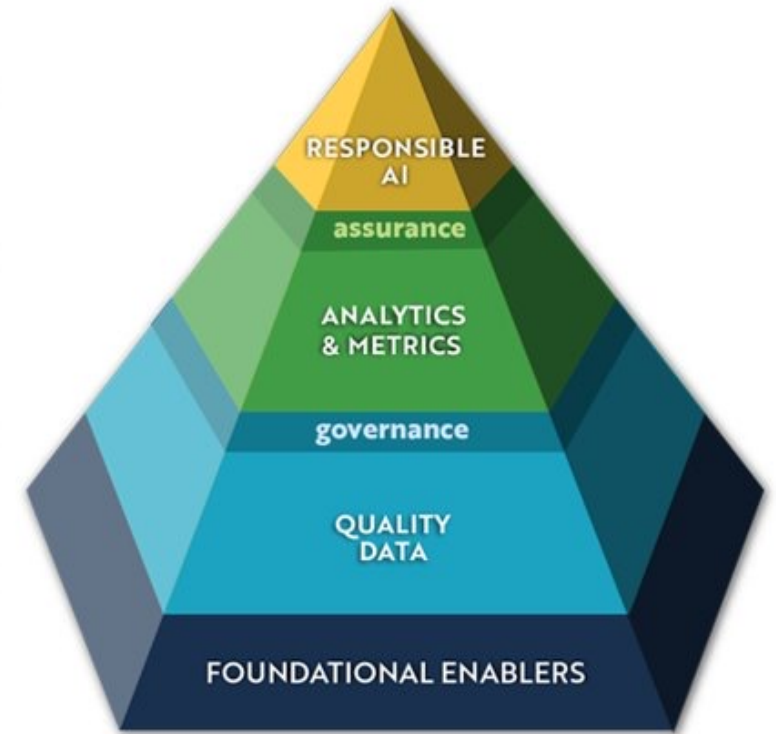 RESPONSIBLE
AI
assurance
ANALYTICS
& METRICS
governance
QUALITY
DATA
FOUNDATIONAL ENABLERS